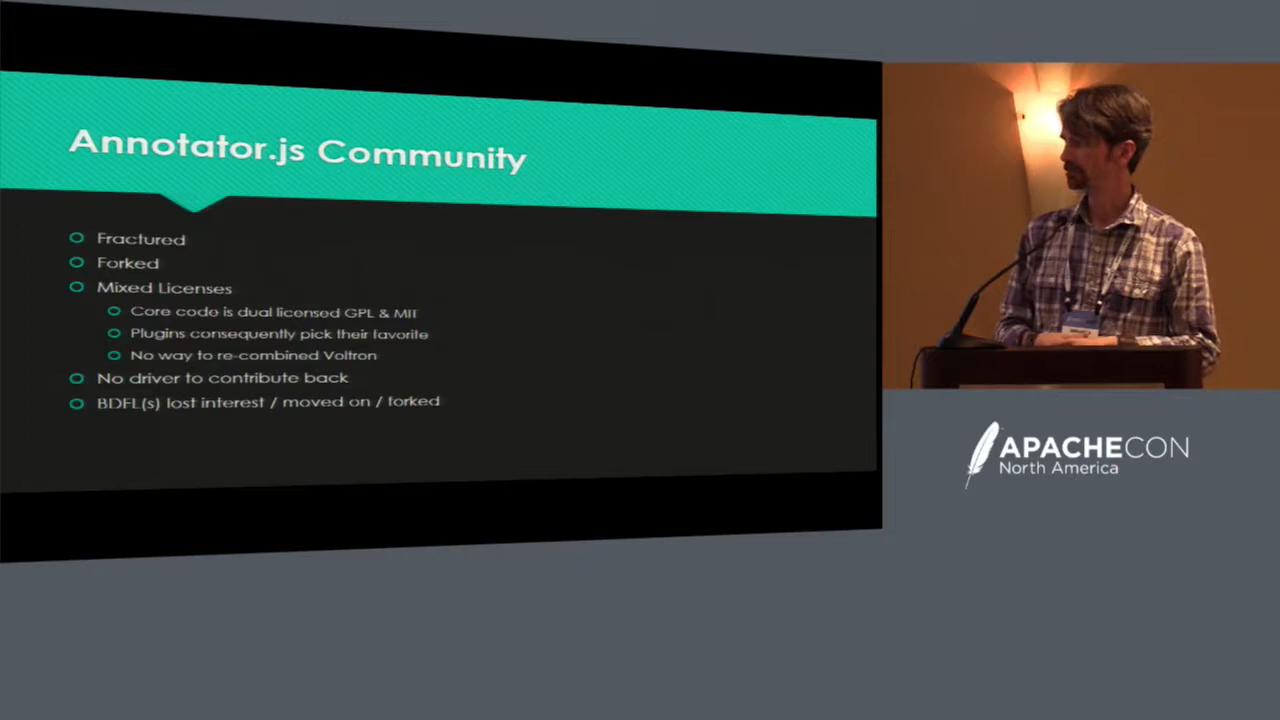 Annotator.js Community
Fractured
Forked
Mixed Licenses
Core code is dual licensed GPL & MIT
Plugins consequently pick their favorite
No way to re-combined Voltron
No driver to contribute back
BDFL(s) lost interest / moved on / forked
APACHECON
North America